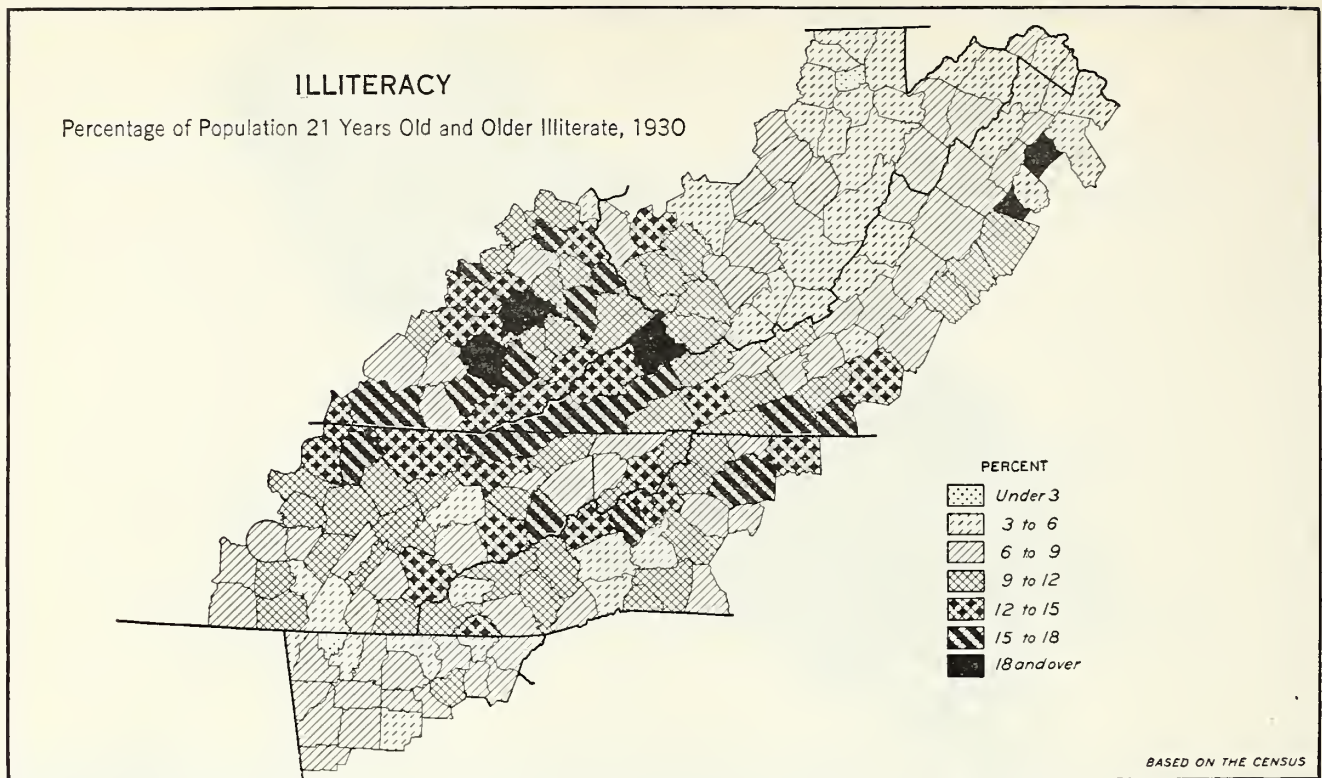 ILLITERACY
Percentage of Population 21 Years Old and Older Illiterate, 1930
PERCENT
Under 3
3 to 6
6 to 9
9 to 12
12 to 15
15 to 18
18 and over
BASED ON THE CENSUS